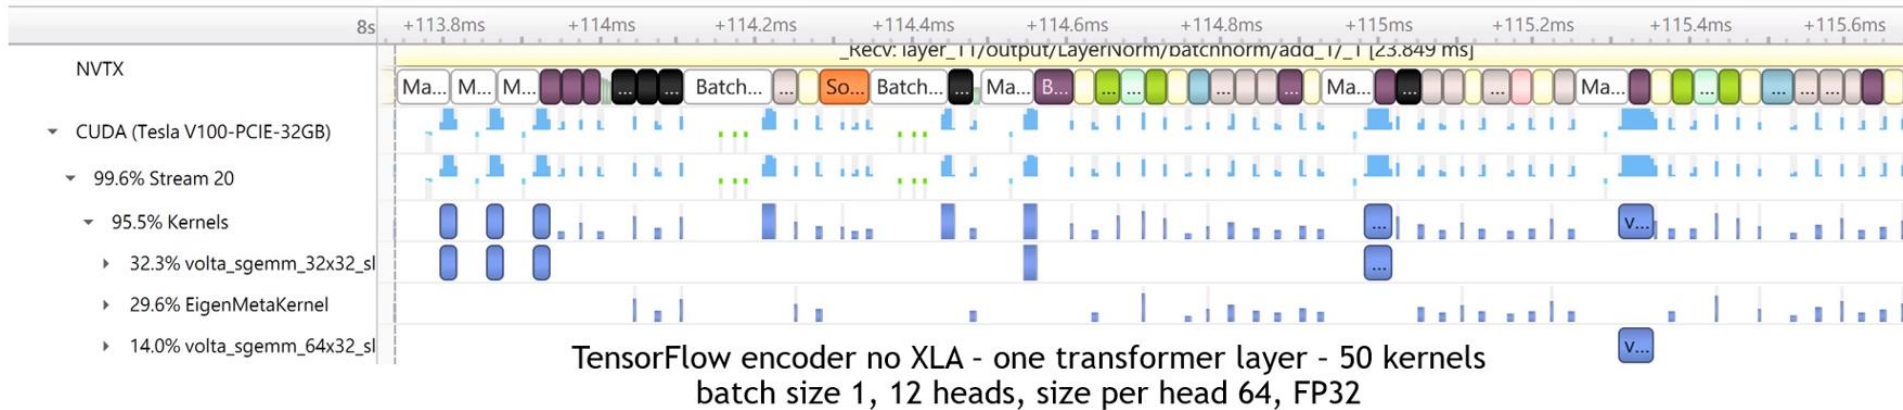 8s +113.8ms +114ms +114.2ms +114.4ms +114.6ms +114.8ms +115ms +115.2ms +115.4ms +115.6ms
_Recv: layer_11/output/LayerNorm/batchnorm/add_1/_1 [23.849 ms]
NVTX
Ma... M... M... ... ... Batch... ... So... Batch... ... Ma... B... ... ... ... ... ... Ma... ... ... ... Ma... ... ... ... ... ...
CUDA (Tesla V100-PCIE-32GB)
99.6% Stream 20
95.5% Kernels
... v...
32.3% volta_sgemm_32x32_sl
...
29.6% EigenMetaKernel
14.0% volta_sgemm_64x32_sl
v...
TensorFlow encoder no XLA - one transformer layer - 50 kernels
batch size 1, 12 heads, size per head 64, FP32